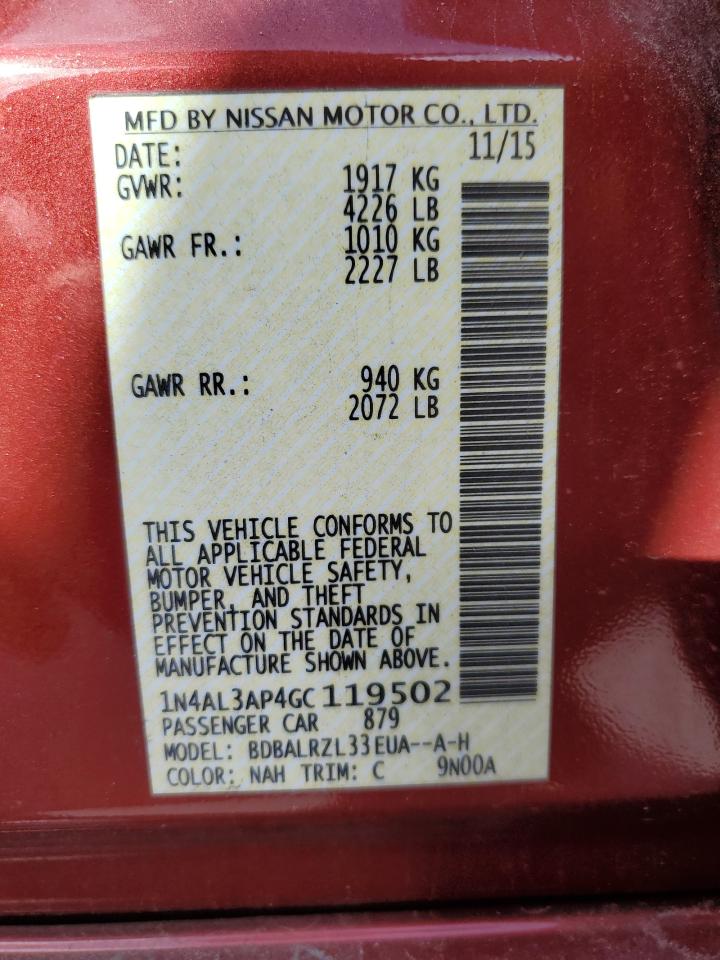 MFD BY NISSAN MOTOR CO., LTD.
DATE: 11/15
GVWR: 1917 KG
4226 LB
GAWR FR.: 1010 KG
2227 LB
GAWR RR.: 940 KG
2072 LB
THIS VEHICLE CONFORMS TO
ALL APPLICABLE FEDERAL
MOTOR VEHICLE SAFETY,
BUMPER, AND THEFT
PREVENTION STANDARDS IN
EFFECT ON THE DATE OF
MANUFACTURE SHOWN ABOVE.
1N4AL3AP4GC119502
PASSENGER CAR 879
MODEL: BDBALRZL33EUA--A-H
COLOR: NAH TRIM: C 9N00A